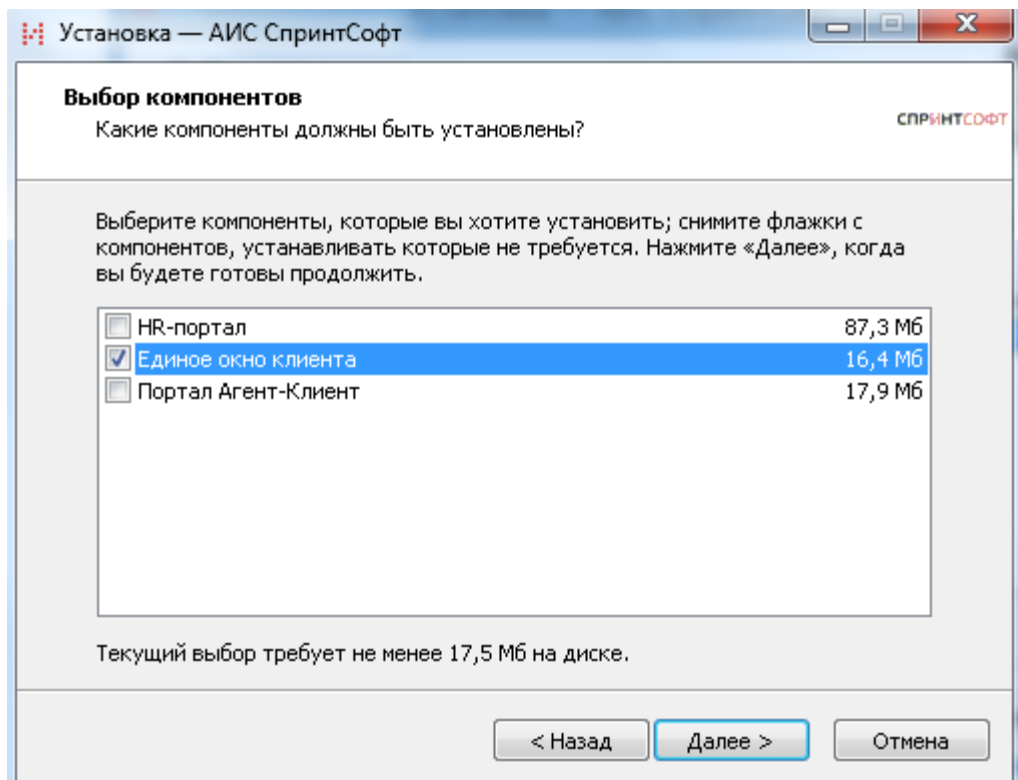 Установка — АИС СпринтСофт
Выбор компонентов
Какие компоненты должны быть установлены?
СПРИНТСОФТ
Выберите компоненты, которые вы хотите установить; снимите флажки с
компонентов, устанавливать которые не требуется. Нажмите «Далее», когда
вы будете готовы продолжить.
HR-портал 87,3 Мб
Единое окно клиента 16,4 Мб
Портал Агент-Клиент 17,9 Мб
Текущий выбор требует не менее 17,5 Мб на диске.
< Назад Далее > Отмена